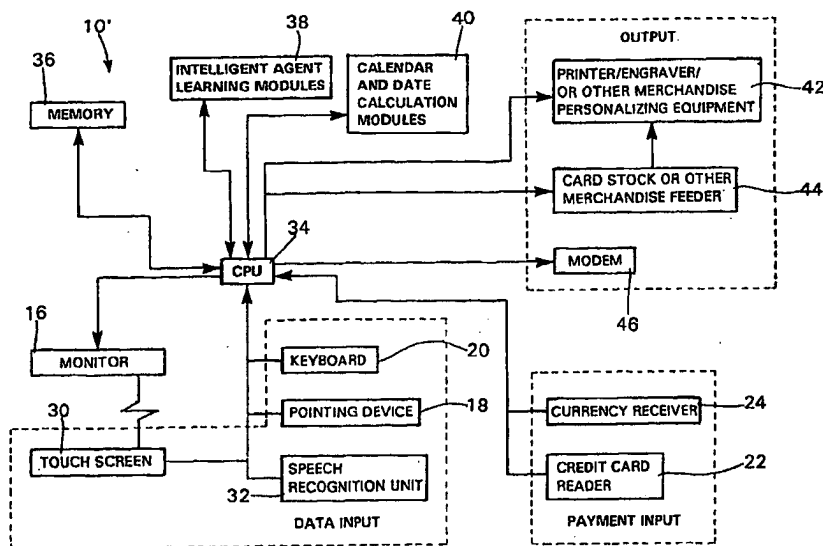 10'
36
MEMORY
38
INTELLIGENT AGENT
LEARNING MODULES
40
CALENDAR
AND DATE
CALCULATION
MODULES
OUTPUT
PRINTER/ENGRAVER/
OR OTHER MERCHANDISE
PERSONALIZING EQUIPMENT
42
CARD STOCK OR OTHER
MERCHANDISE FEEDER
44
34
CPU
MODEM
46
16
MONITOR
30
TOUCH SCREEN
KEYBOARD
20
POINTING DEVICE
18
SPEECH
RECOGNITION UNIT
32
DATA INPUT
CURRENCY RECEIVER
24
CREDIT CARD
READER
22
PAYMENT INPUT